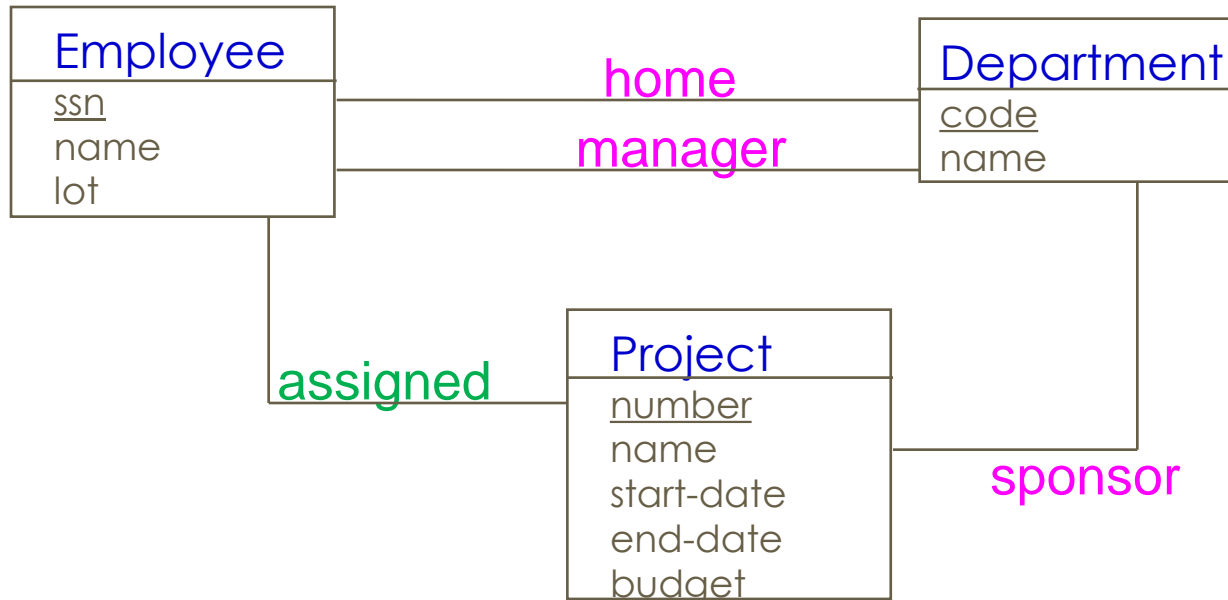 Employee
ssn
name
lot
home
manager
Department
code
name
assigned
Project
number
name
start-date
end-date
budget
sponsor